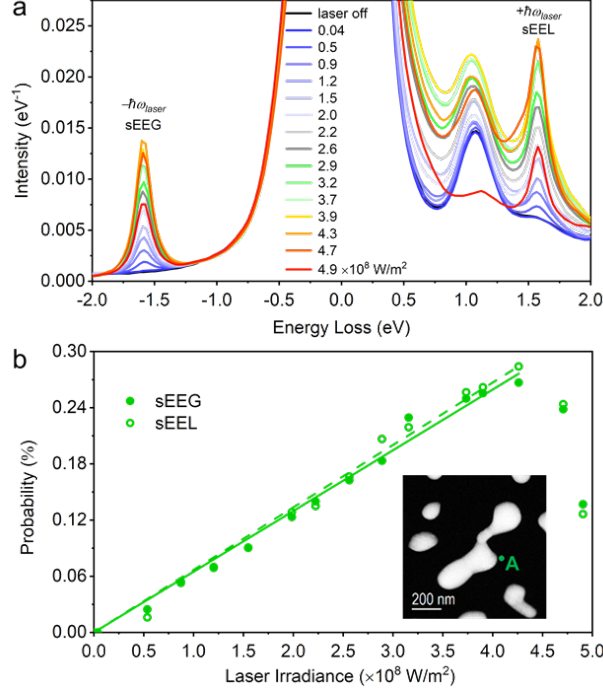 a
Intensity (eV⁻¹)
0.025
0.020
0.015
0.010
0.005
0.000
−ħω_laser
sEEG
laser off
0.04
0.5
0.9
1.2
1.5
2.0
2.2
2.6
2.9
3.2
3.7
3.9
4.3
4.7
4.9 ×10⁸ W/m²
+ħω_laser
sEEL
-2.0 -1.5 -1.0 -0.5 0.0 0.5 1.0 1.5 2.0
Energy Loss (eV)
b
Probability (%)
0.30
0.24
0.18
0.12
0.06
0.00
sEEG
sEEL
A
200 nm
0.0 0.5 1.0 1.5 2.0 2.5 3.0 3.5 4.0 4.5 5.0
Laser Irradiance (×10⁸ W/m²)